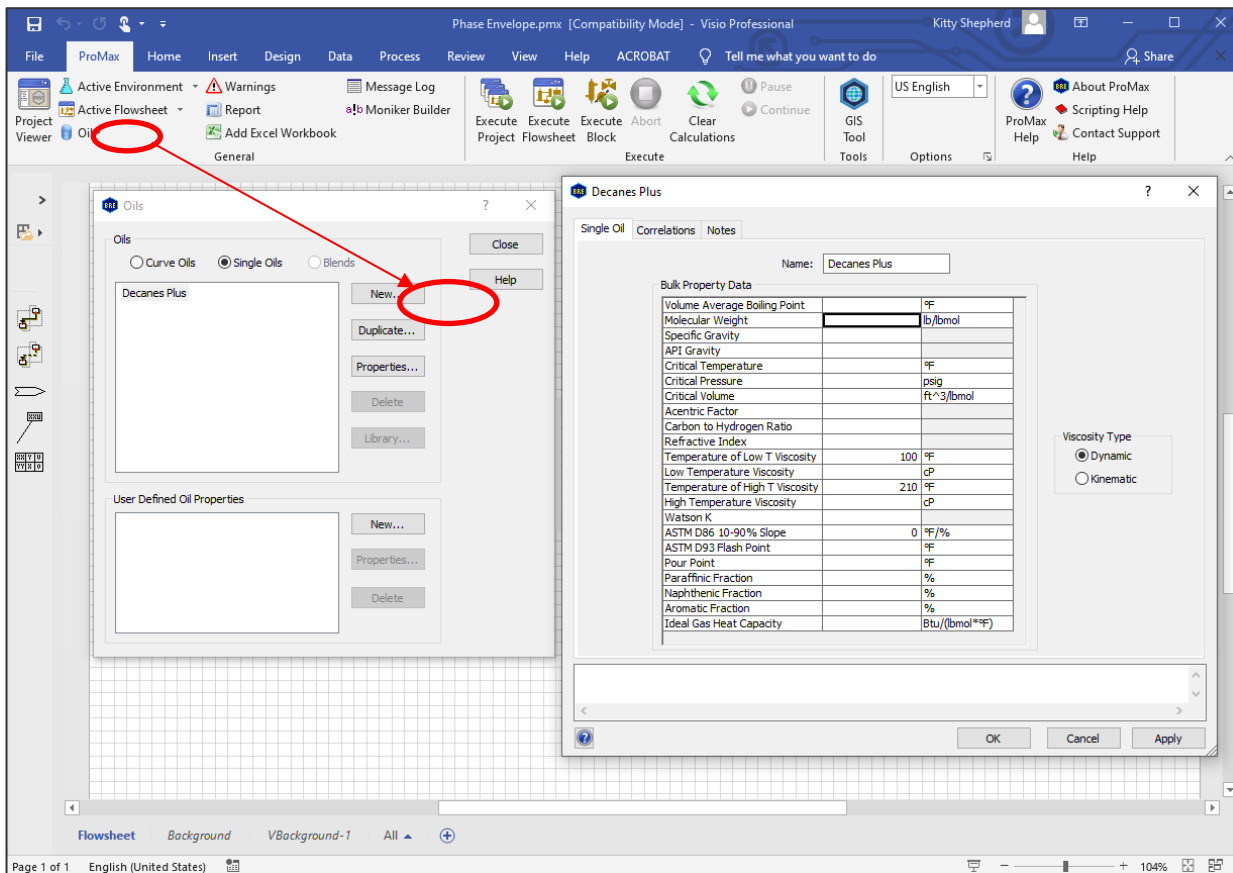 Phase Envelope.pmx [Compatibility Mode] - Visio Professional
Kitty Shepherd
File ProMax Home Insert Design Data Process Review View Help ACROBAT Tell me what you want to do Share
Project Viewer
Active Environment
Active Flowsheet
Warnings
Report
Add Excel Workbook
Message Log
a!b Moniker Builder
General
Execute Project
Execute Flowsheet
Execute Block
Abort
Clear Calculations
Pause
Continue
Execute
GIS Tool
Tools
US English
Options
ProMax Help
About ProMax
Scripting Help
Contact Support
Help
BRE Oils ?
Oils
Curve Oils Single Oils Blends
Decanes Plus
New...
Duplicate...
Properties...
Delete
Library...
Close
Help
User Defined Oil Properties
New...
Properties...
Delete
BRE Decanes Plus ?
Single Oil Correlations Notes
Name: Decanes Plus
Bulk Property Data
Volume Average Boiling Point °F
Molecular Weight lb/lbmol
Specific Gravity
API Gravity
Critical Temperature °F
Critical Pressure psig
Critical Volume ft^3/lbmol
Acentric Factor
Carbon to Hydrogen Ratio
Refractive Index
Temperature of Low T Viscosity 100 °F
Low Temperature Viscosity cP
Temperature of High T Viscosity 210 °F
High Temperature Viscosity cP
Watson K
ASTM D86 10-90% Slope 0 °F/%
ASTM D93 Flash Point °F
Pour Point °F
Paraffinic Fraction %
Naphthenic Fraction %
Aromatic Fraction %
Ideal Gas Heat Capacity Btu/(lbmol*°F)
Viscosity Type
Dynamic
Kinematic
OK Cancel Apply
Flowsheet Background VBackground-1 All
Page 1 of 1 English (United States) 104%